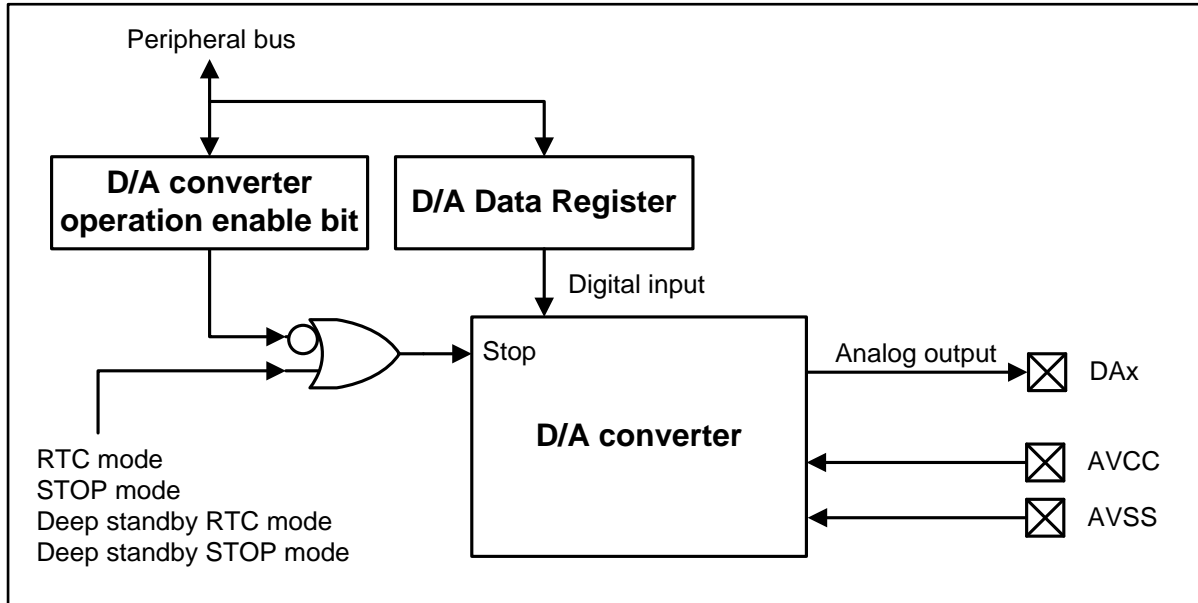 Peripheral bus
D/A converter
operation enable bit
D/A Data Register
Digital input
Stop
Analog output
DAx
D/A converter
AVCC
AVSS
RTC mode
STOP mode
Deep standby RTC mode
Deep standby STOP mode